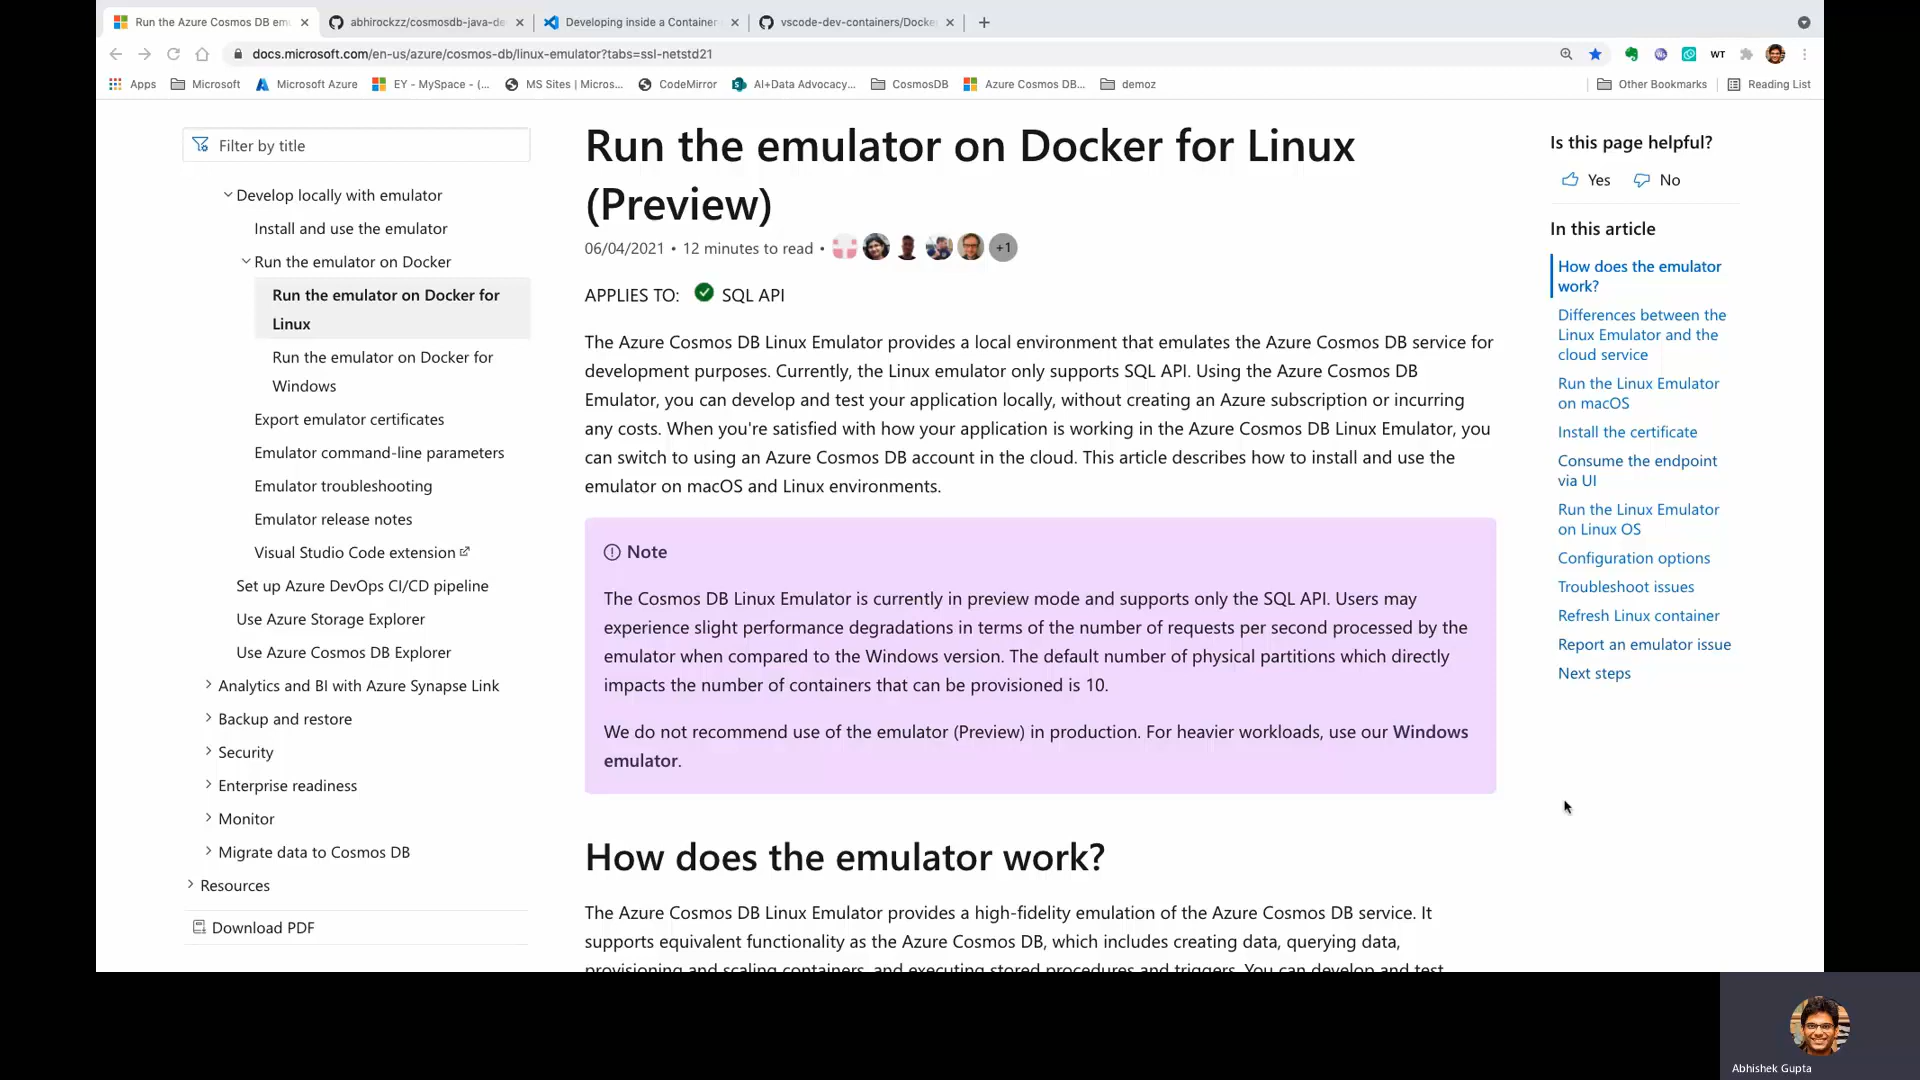 Run the Azure Cosmos DB em
abhirockzz/cosmosdb-java-de
Developing inside a Container
vscode-dev-containers/Docke
docs.microsoft.com/en-us/azure/cosmos-db/linux-emulator?tabs=ssl-netstd21
WT
Apps
Microsoft
Microsoft Azure
EY - MySpace - (...
MS Sites | Micros...
CodeMirror
AI+Data Advocacy...
CosmosDB
Azure Cosmos DB...
demoz
Other Bookmarks
Reading List
Filter by title
Develop locally with emulator
Install and use the emulator
Run the emulator on Docker
Run the emulator on Docker for
Linux
Run the emulator on Docker for
Windows
Export emulator certificates
Emulator command-line parameters
Emulator troubleshooting
Emulator release notes
Visual Studio Code extension
Set up Azure DevOps CI/CD pipeline
Use Azure Storage Explorer
Use Azure Cosmos DB Explorer
Analytics and BI with Azure Synapse Link
Backup and restore
Security
Enterprise readiness
Monitor
Migrate data to Cosmos DB
Resources
Download PDF
Run the emulator on Docker for Linux
(Preview)
06/04/2021 • 12 minutes to read •
+1
APPLIES TO: SQL API
The Azure Cosmos DB Linux Emulator provides a local environment that emulates the Azure Cosmos DB service for
development purposes. Currently, the Linux emulator only supports SQL API. Using the Azure Cosmos DB
Emulator, you can develop and test your application locally, without creating an Azure subscription or incurring
any costs. When you're satisfied with how your application is working in the Azure Cosmos DB Linux Emulator, you
can switch to using an Azure Cosmos DB account in the cloud. This article describes how to install and use the
emulator on macOS and Linux environments.
Note
The Cosmos DB Linux Emulator is currently in preview mode and supports only the SQL API. Users may
experience slight performance degradations in terms of the number of requests per second processed by the
emulator when compared to the Windows version. The default number of physical partitions which directly
impacts the number of containers that can be provisioned is 10.
We do not recommend use of the emulator (Preview) in production. For heavier workloads, use our Windows
emulator.
How does the emulator work?
The Azure Cosmos DB Linux Emulator provides a high-fidelity emulation of the Azure Cosmos DB service. It
supports equivalent functionality as the Azure Cosmos DB, which includes creating data, querying data,
provisioning and scaling containers, and executing stored procedures and triggers. You can develop and test
Is this page helpful?
Yes
No
In this article
How does the emulator
work?
Differences between the
Linux Emulator and the
cloud service
Run the Linux Emulator
on macOS
Install the certificate
Consume the endpoint
via UI
Run the Linux Emulator
on Linux OS
Configuration options
Troubleshoot issues
Refresh Linux container
Report an emulator issue
Next steps
Abhishek Gupta